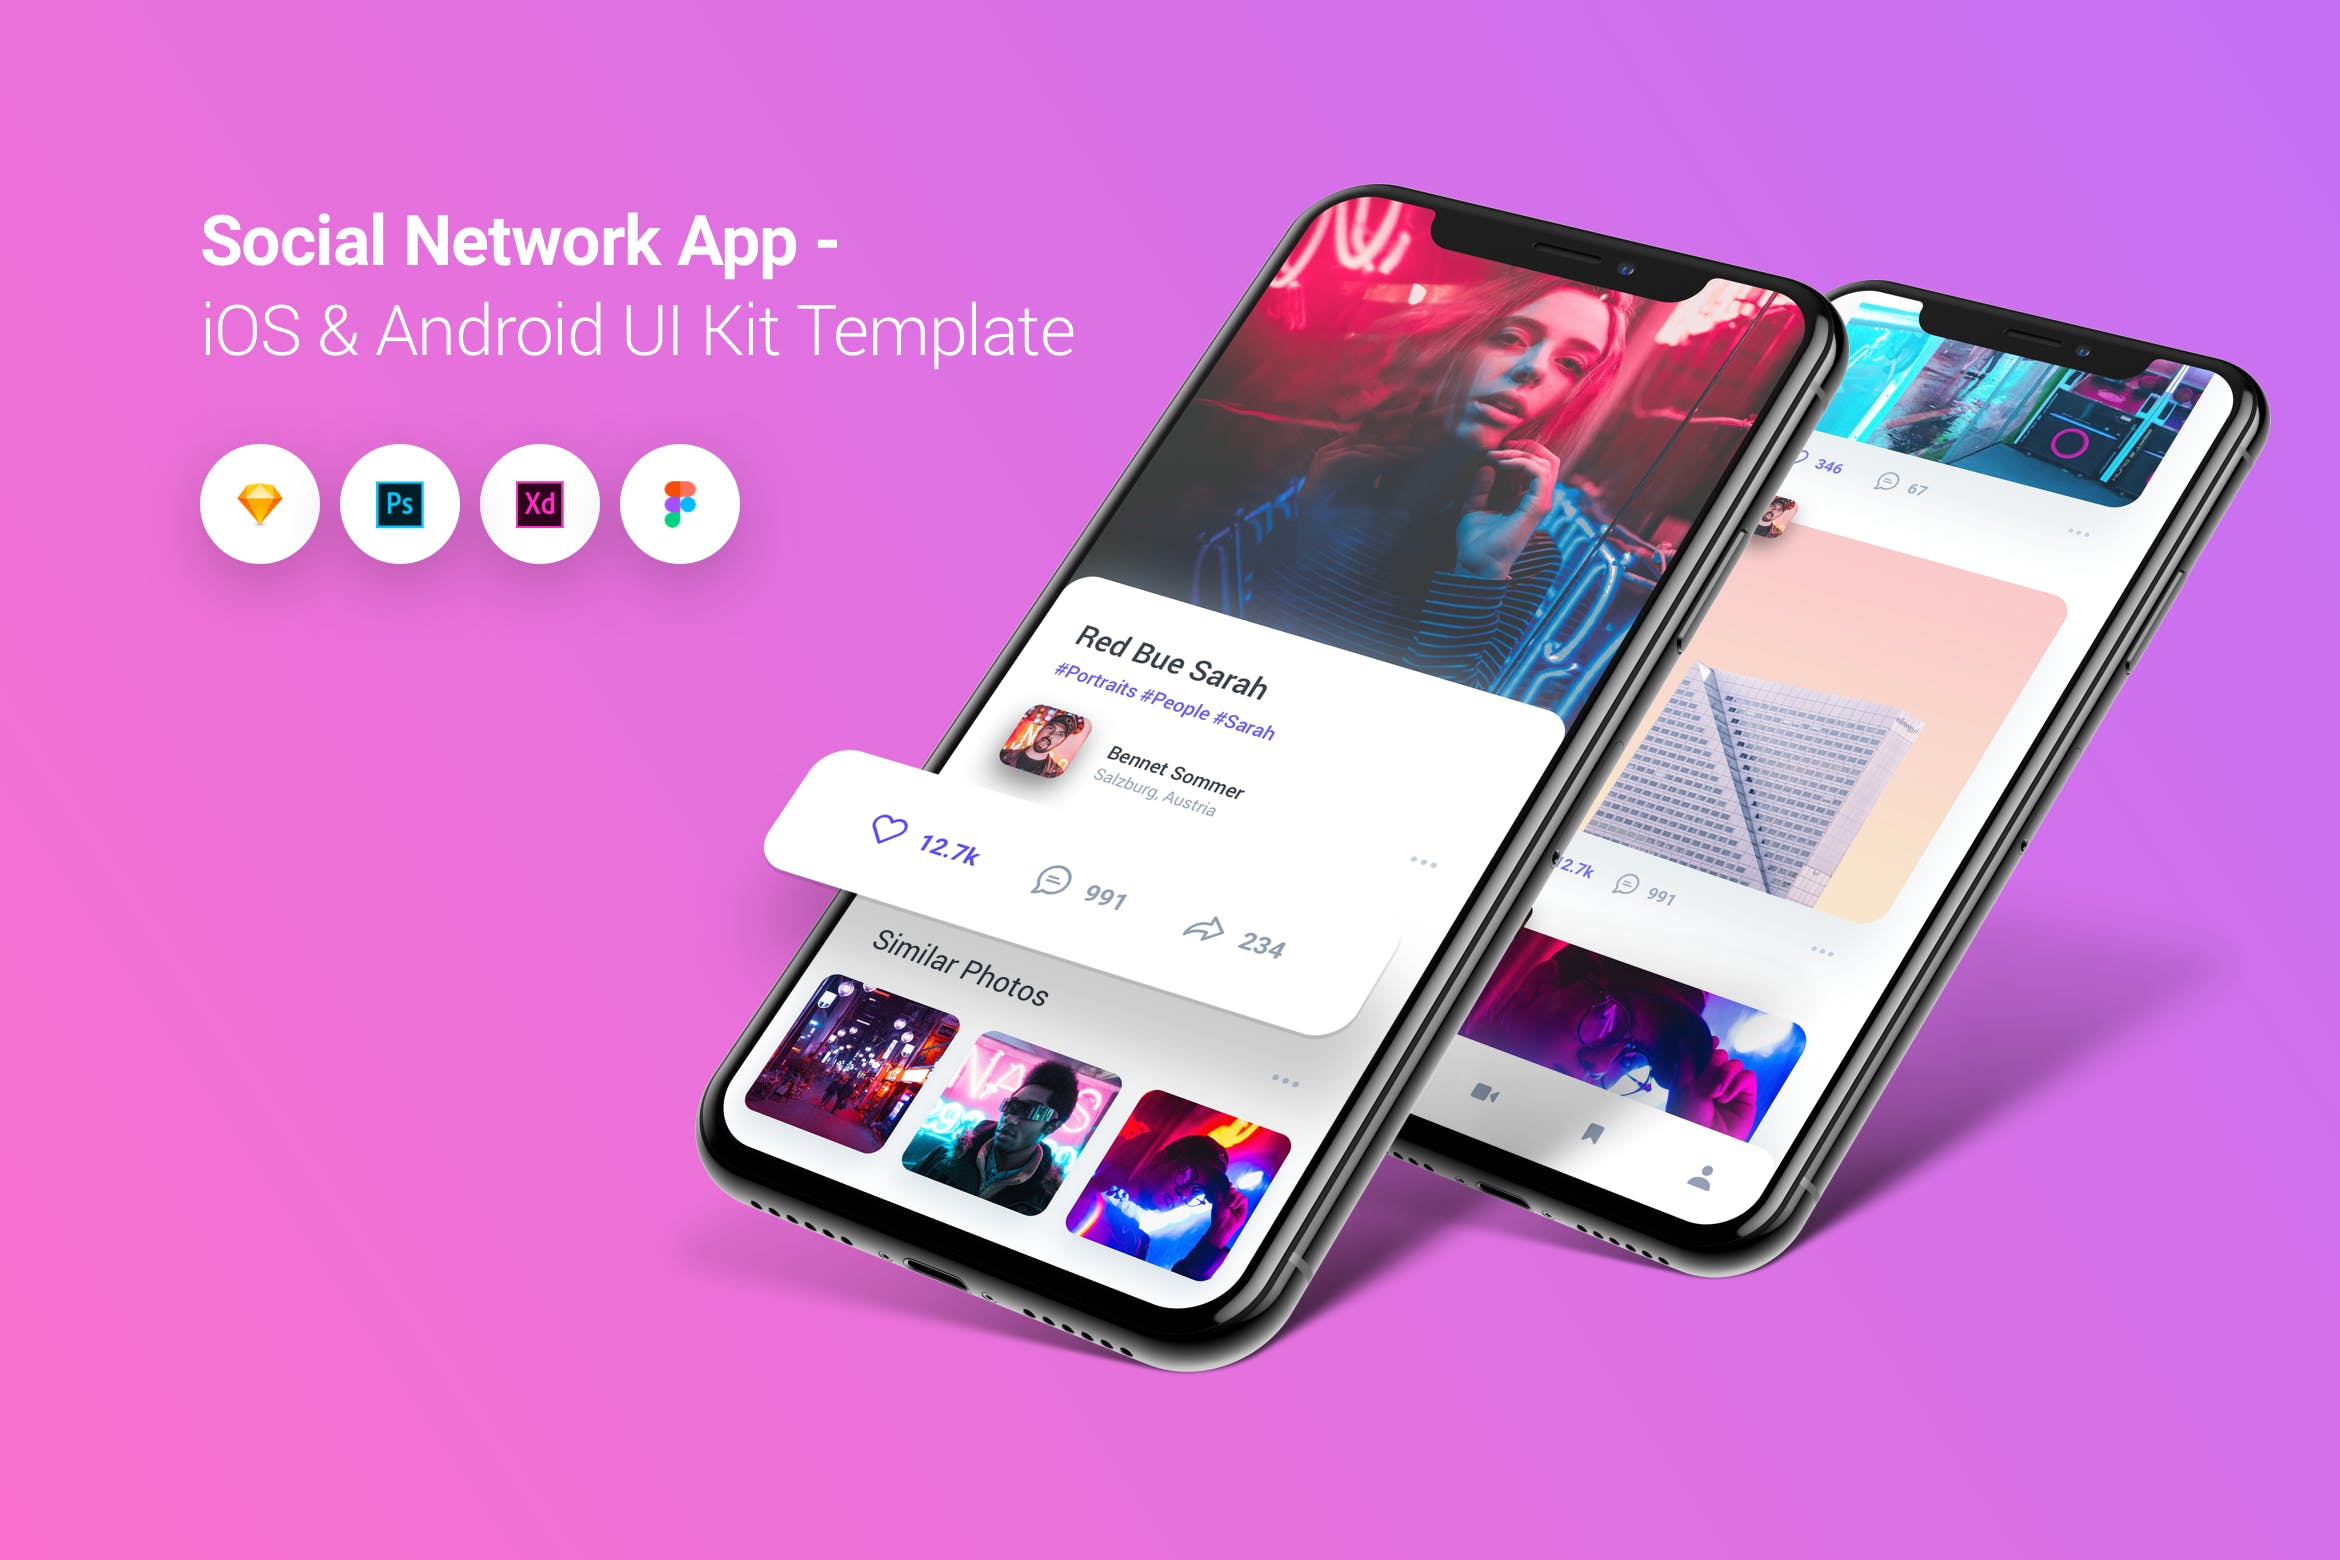 Social Network App -
iOS & Android UI Kit Template
Ps
Xd
Red Bue Sarah
#Portraits #People #Sarah
Bennet Sommer
Salzburg, Austria
12.7k
991
234
Similar Photos
346
67
12.7k
991